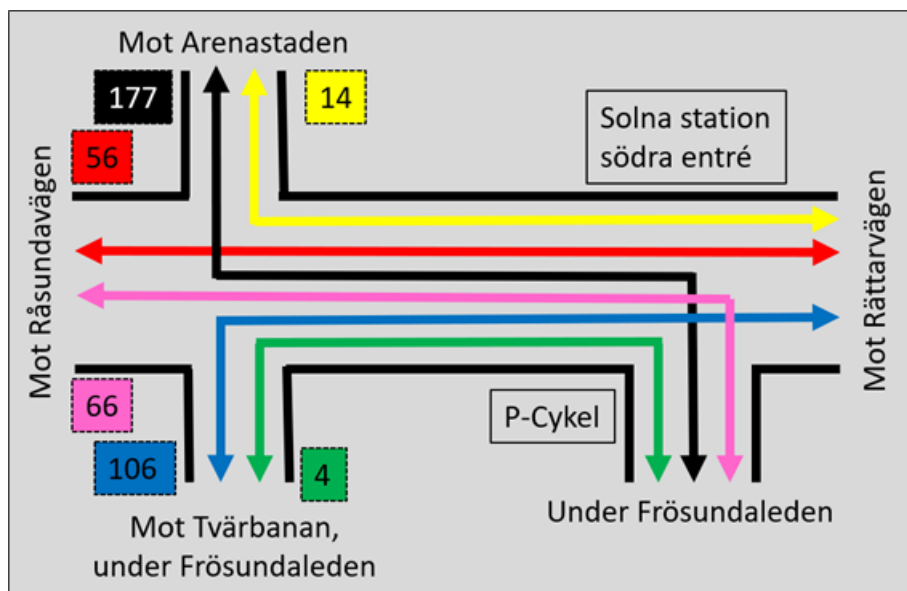 Mot Arenastaden
177
14
56
Solna station
södra entré
Mot Råsundavägen
Mot Rättarvägen
66
P-Cykel
106
4
Mot Tvärbanan,
under Frösundaleden
Under Frösundaleden